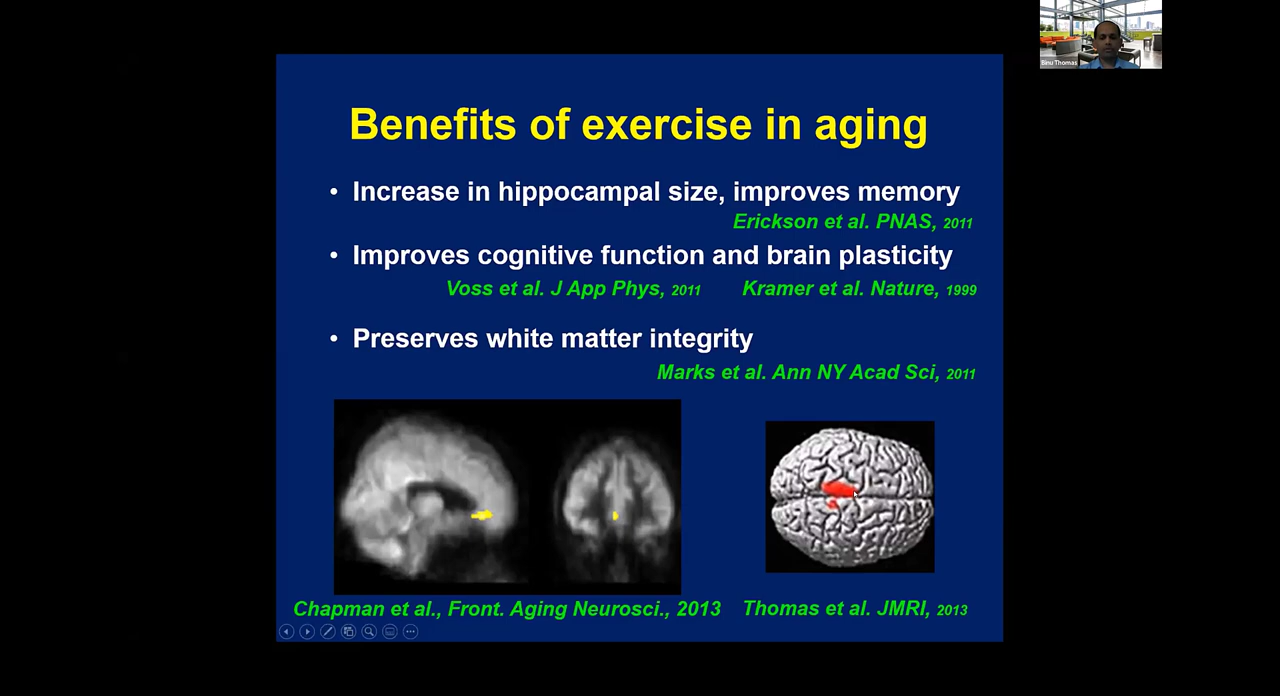 Binu Thomas
Benefits of exercise in aging
• Increase in hippocampal size, improves memory
Erickson et al. PNAS, 2011
• Improves cognitive function and brain plasticity
Voss et al. J App Phys, 2011 Kramer et al. Nature, 1999
• Preserves white matter integrity
Marks et al. Ann NY Acad Sci, 2011
Chapman et al., Front. Aging Neurosci., 2013 Thomas et al. JMRI, 2013